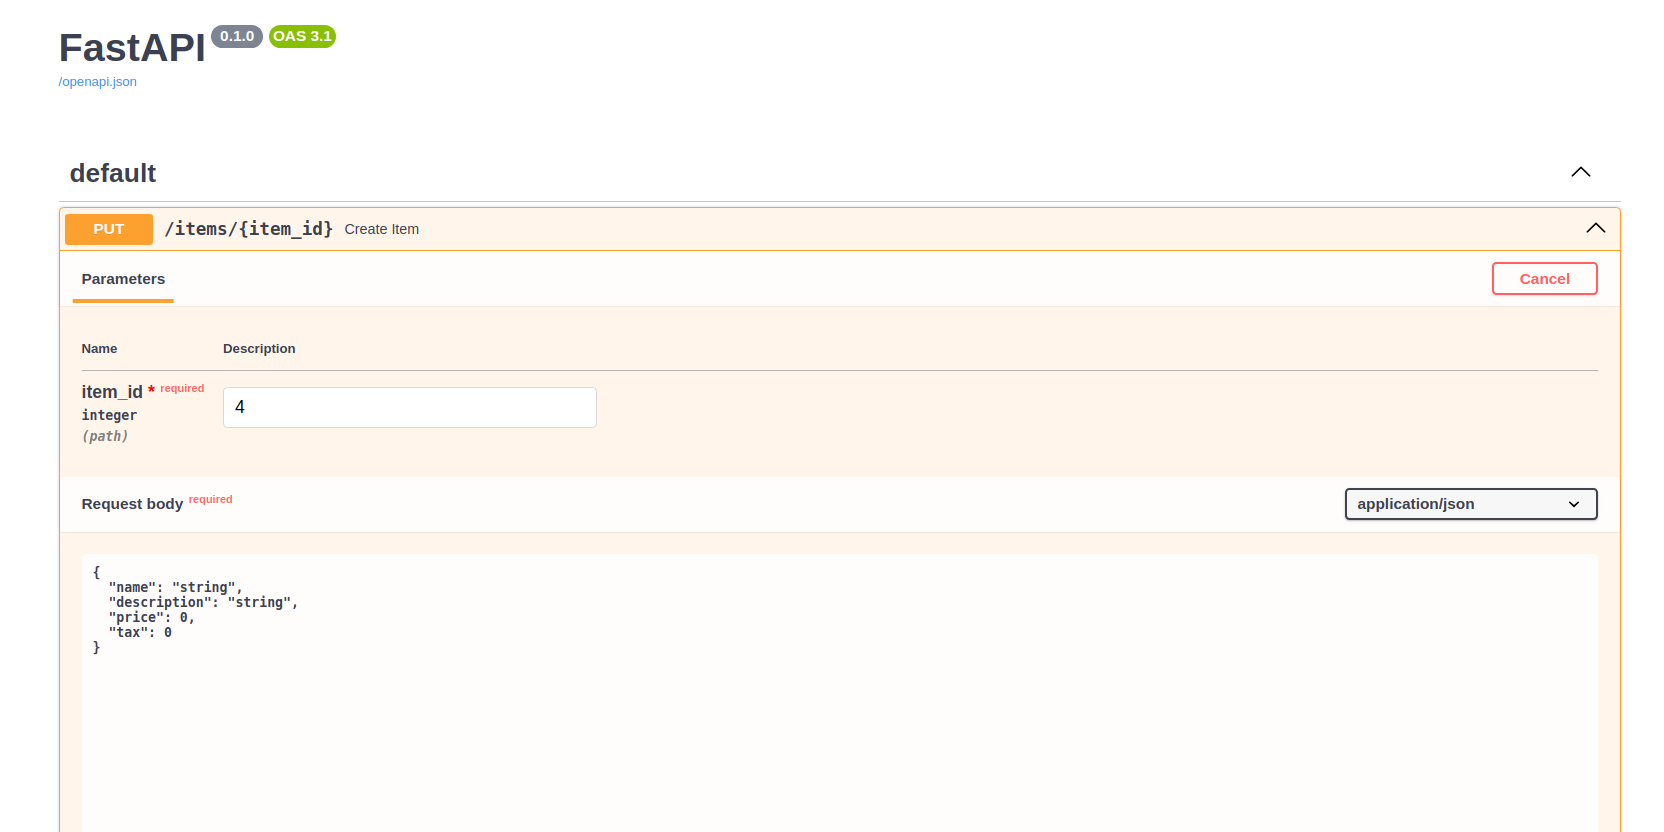 FastAPI 0.1.0 OAS 3.1
/openapi.json
default
PUT /items/{item_id} Create Item
Parameters Cancel
Name Description
item_id * required
4
integer
(path)
Request body required application/json
{
  "name": "string",
  "description": "string",
  "price": 0,
  "tax": 0
}